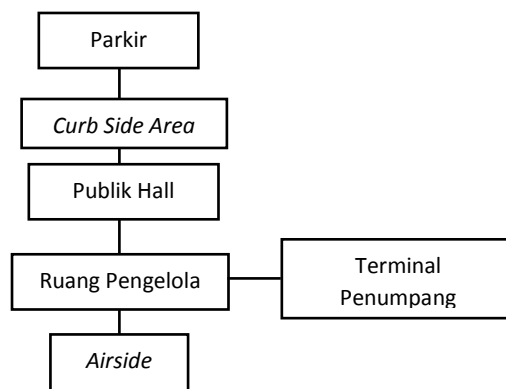 Parkir
Curb Side Area
Publik Hall
Ruang Pengelola
Terminal
Penumpang
Airside